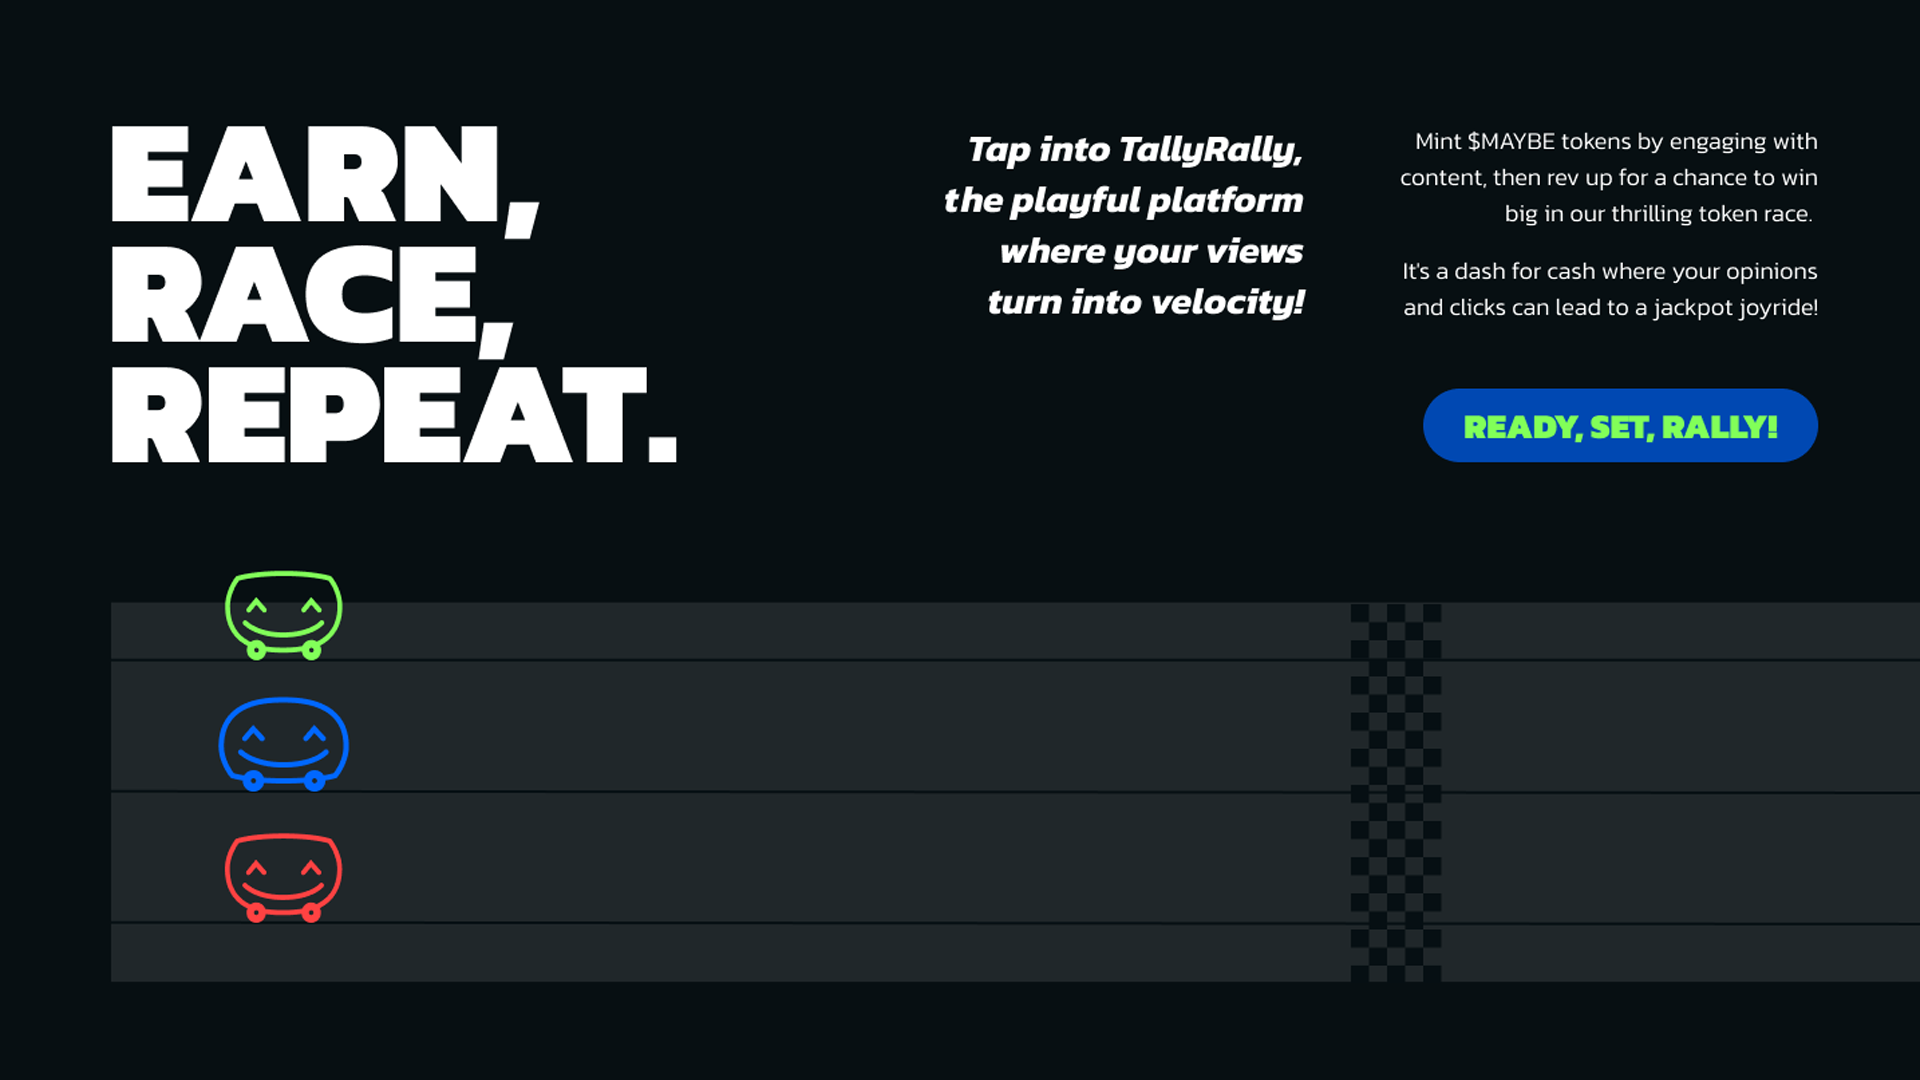 EARN,
RACE,
REPEAT.
Tap into TallyRally,
the playful platform
where your views
turn into velocity!
Mint $MAYBE tokens by engaging with
content, then rev up for a chance to win
big in our thrilling token race.
It's a dash for cash where your opinions
and clicks can lead to a jackpot joyride!
READY, SET, RALLY!